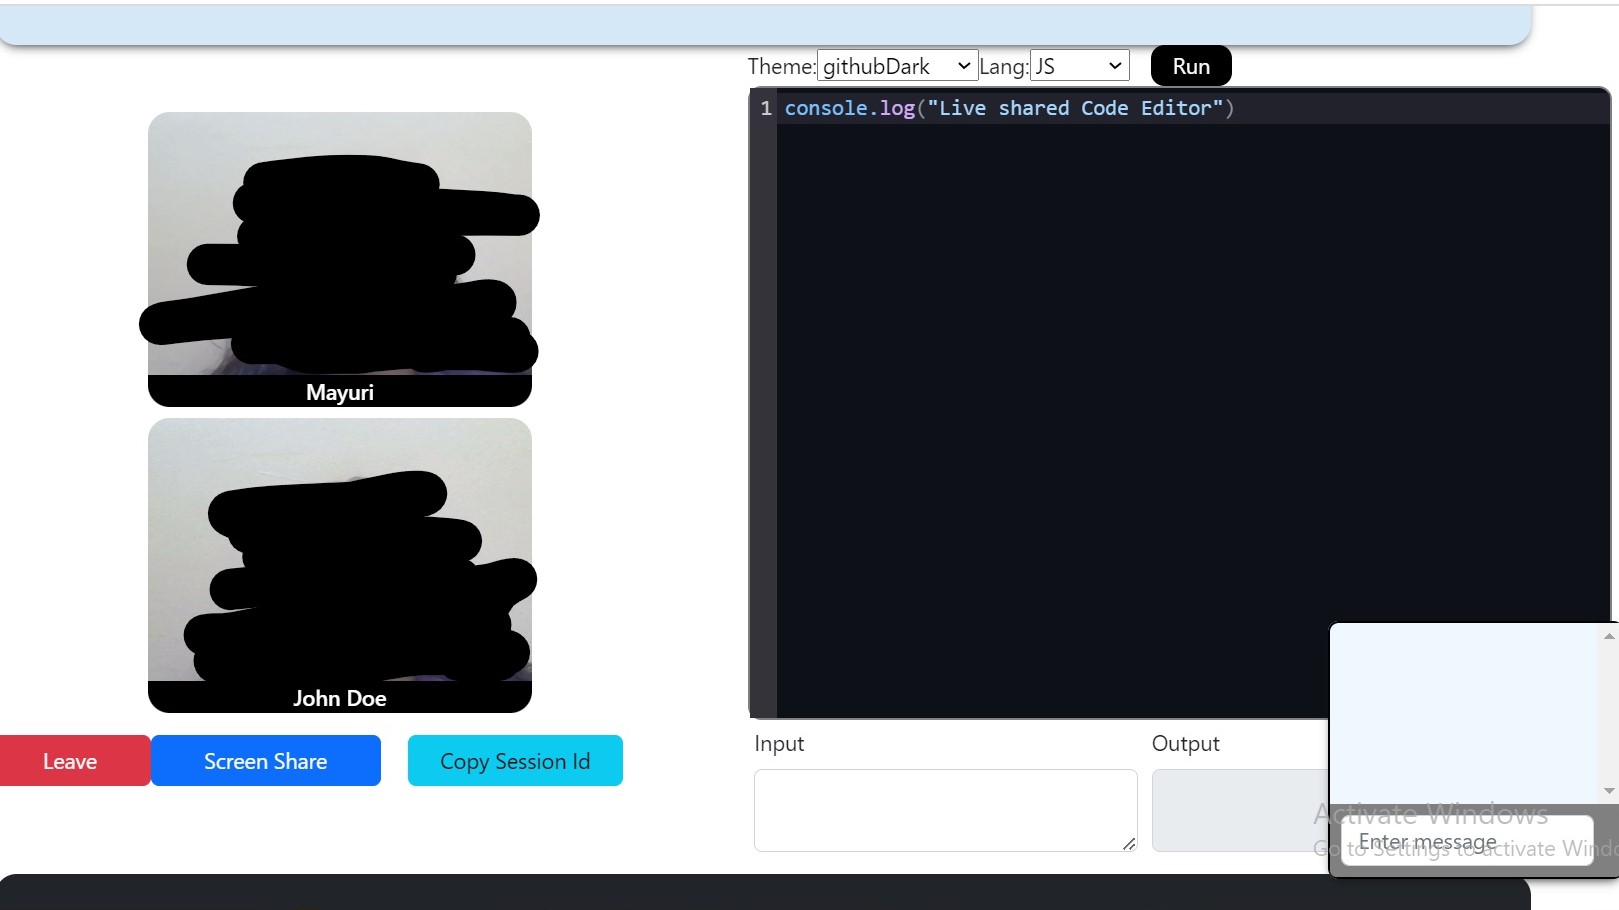 Theme: githubDark Lang: JS Run
1 console.log("Live shared Code Editor")
Mayuri
John Doe
Leave Screen Share Copy Session Id
Input Output
Activate Windows
Enter message
Go to Settings to activate